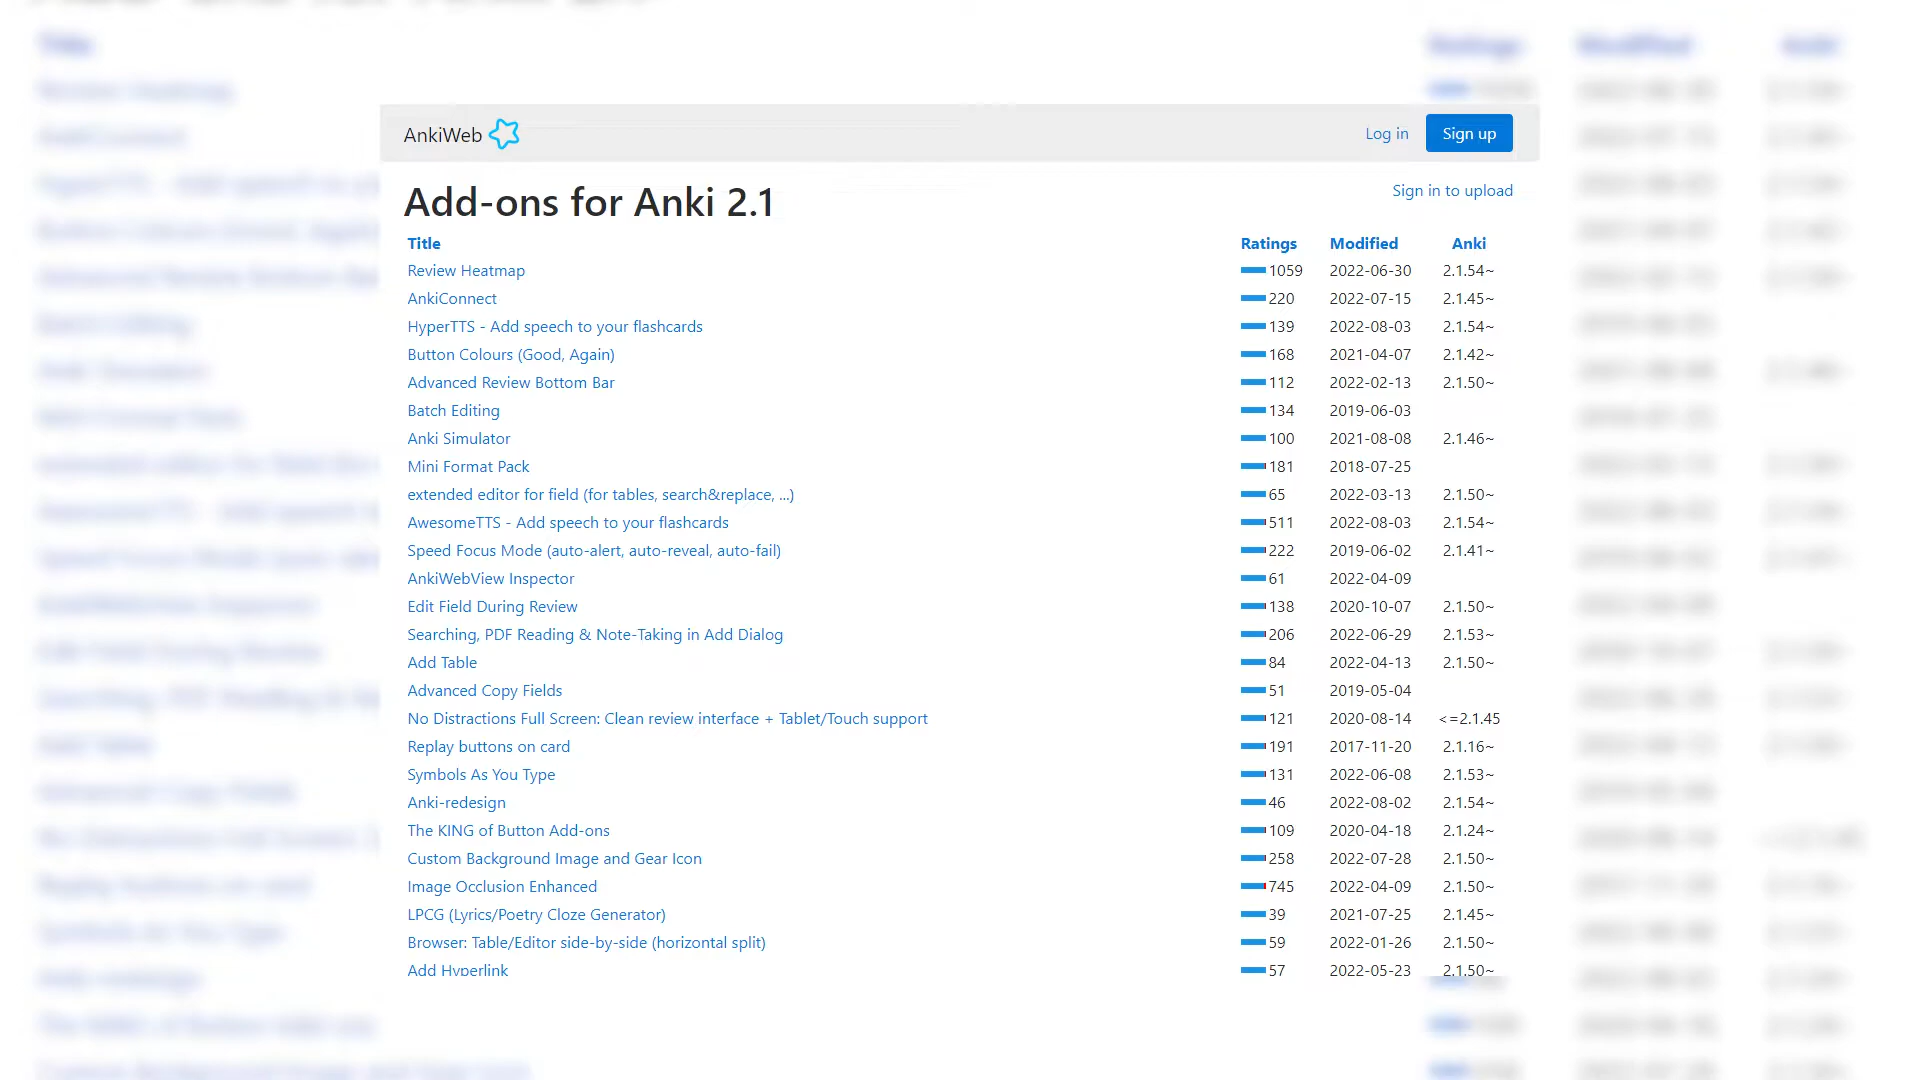 AnkiWeb
Log in
Sign up
Add-ons for Anki 2.1
Sign in to upload
Title Ratings Modified Anki
Review Heatmap 1059 2022-06-30 2.1.54~
AnkiConnect 220 2022-07-15 2.1.45~
HyperTTS - Add speech to your flashcards 139 2022-08-03 2.1.54~
Button Colours (Good, Again) 168 2021-04-07 2.1.42~
Advanced Review Bottom Bar 112 2022-02-13 2.1.50~
Batch Editing 134 2019-06-03
Anki Simulator 100 2021-08-08 2.1.46~
Mini Format Pack 181 2018-07-25
extended editor for field (for tables, search&replace, ...) 65 2022-03-13 2.1.50~
AwesomeTTS - Add speech to your flashcards 511 2022-08-03 2.1.54~
Speed Focus Mode (auto-alert, auto-reveal, auto-fail) 222 2019-06-02 2.1.41~
AnkiWebView Inspector 61 2022-04-09
Edit Field During Review 138 2020-10-07 2.1.50~
Searching, PDF Reading & Note-Taking in Add Dialog 206 2022-06-29 2.1.53~
Add Table 84 2022-04-13 2.1.50~
Advanced Copy Fields 51 2019-05-04
No Distractions Full Screen: Clean review interface + Tablet/Touch support 121 2020-08-14 <=2.1.45
Replay buttons on card 191 2017-11-20 2.1.16~
Symbols As You Type 131 2022-06-08 2.1.53~
Anki-redesign 46 2022-08-02 2.1.54~
The KING of Button Add-ons 109 2020-04-18 2.1.24~
Custom Background Image and Gear Icon 258 2022-07-28 2.1.50~
Image Occlusion Enhanced 745 2022-04-09 2.1.50~
LPCG (Lyrics/Poetry Cloze Generator) 39 2021-07-25 2.1.45~
Browser: Table/Editor side-by-side (horizontal split) 59 2022-01-26 2.1.50~
Add Hyperlink 57 2022-05-23 2.1.50~